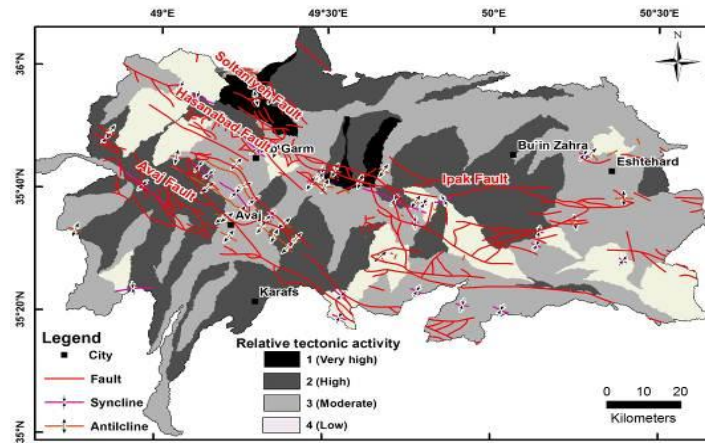 49°E
49°30'E
50°E
50°30'E
36°N
35°40'N
35°20'N
35°N
N
Soltaniyeh Fault
Hasanabad Fault
Garm
Avaj Fault
Avaj
Ipak Fault
Bu'in Zahra
Eshtehard
Karafs
Legend
City
Fault
Syncline
Antilcline
Relative tectonic activity
1 (Very high)
2 (High)
3 (Moderate)
4 (Low)
0 10 20
Kilometers